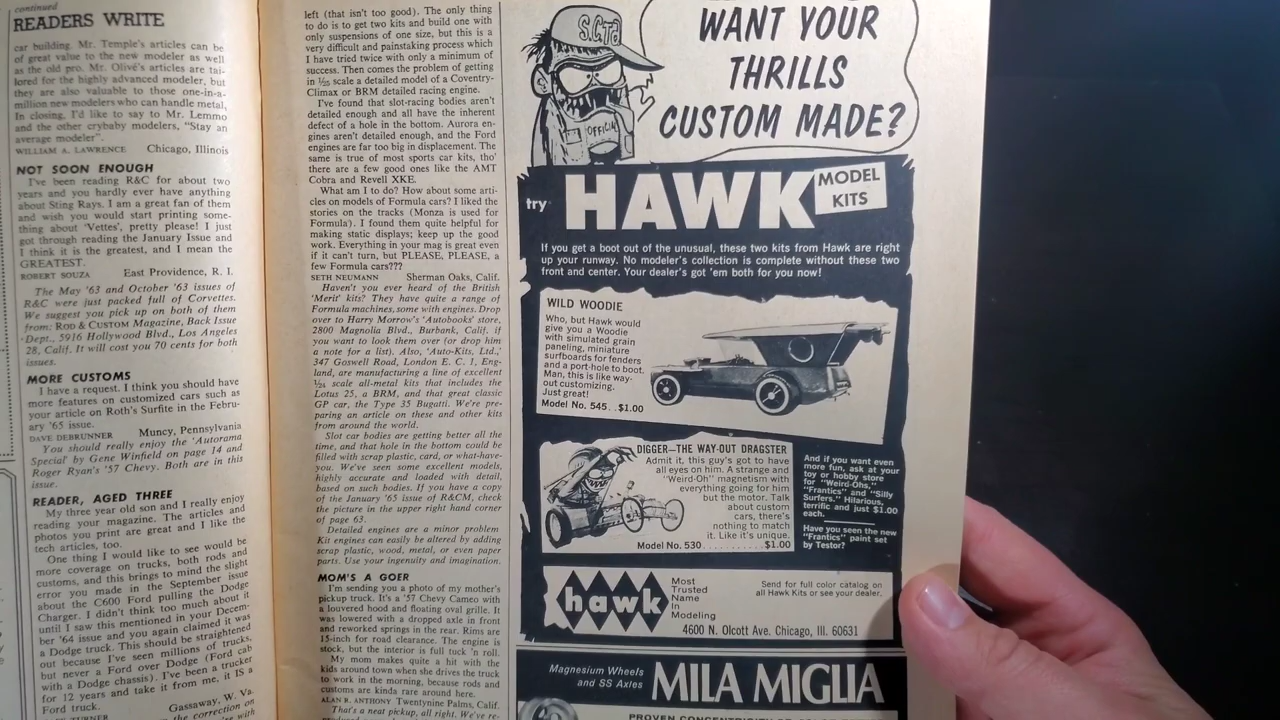 continued
READERS WRITE
car building. Mr. Temple's articles can be
of great value to the new modeler as well
as the old pro. Mr. Olivé's articles are tai-
lored for the highly advanced modeler, but
they are also valuable to those one-in-a-
million new modelers who can handle metal.
In closing, I'd like to say to Mr. Lemmo
and the other crybaby modelers, "Stay an
average modeler".
WILLIAM A. LAWRENCE Chicago, Illinois
NOT SOON ENOUGH
I've been reading R&C for about two
years and you hardly ever have anything
about Sting Rays. I am a great fan of them
and wish you would start printing some-
thing about 'Vettes', pretty please! I just
got through reading the January Issue and
I think it is the greatest, and I mean the
GREATEST.
ROBERT SOUZA East Providence, R. I.
The May '63 and October '63 issues of
R&C were just packed full of Corvettes.
We suggest you pick up on both of them
from: ROD & CUSTOM Magazine, Back Issue
Dept., 5916 Hollywood Blvd., Los Angeles
28, Calif. It will cost you 70 cents for both
issues.
MORE CUSTOMS
I have a request. I think you should have
more features on customized cars such as
your article on Roth's Surfite in the Febru-
ary '65 issue.
DAVE DEBRUNNER Muncy, Pennsylvania
You should really enjoy the 'Autorama
Special' by Gene Winfield on page 14 and
Roger Ryan's '57 Chevy. Both are in this
issue.
READER, AGED THREE
My three year old son and I really enjoy
reading your magazine. The articles and
photos you print are great and I like the
tech articles, too.
One thing I would like to see would be
more coverage on trucks, both rods and
customs, and this brings to mind the slight
error you made in the September issue
about the C600 Ford pulling the Dodge
Charger. I didn't think too much about it
until I saw this mentioned in your Decem-
ber '64 issue and you again claimed it was
a Dodge truck. This should be straightened
out because I've seen millions of trucks,
but never a Ford over Dodge (Ford cab
with a Dodge chassis). I've been a trucker
for 12 years and take it from me, it IS a
Ford truck.
TURNER Gassaway, W. Va.
the correction on
left (that isn't too good). The only thing
to do is to get two kits and build one with
only suspensions of one size, but this is a
very difficult and painstaking process which
I have tried twice with only a minimum of
success. Then comes the problem of getting
in 1/25 scale a detailed model of a Coventry-
Climax or BRM detailed racing engine.
I've found that slot-racing bodies aren't
detailed enough and all have the inherent
defect of a hole in the bottom. Aurora en-
gines aren't detailed enough, and the Ford
engines are far too big in displacement. The
same is true of most sports car kits, tho'
there are a few good ones like the AMT
Cobra and Revell XKE.
What am I to do? How about some arti-
cles on models of Formula cars? I liked the
stories on the tracks (Monza is used for
Formula'). I found them quite helpful for
making static displays; keep up the good
work. Everything in your mag is great even
if it can't turn, but PLEASE, PLEASE, a
few Formula cars???
SETH NEUMANN Sherman Oaks, Calif.
Haven't you ever heard of the British
'Merit' kits? They have quite a range of
Formula machines, some with engines. Drop
over to Harry Morrow's 'Autobooks' store,
2800 Magnolia Blvd., Burbank, Calif. if
you want to look them over (or drop him
a note for a list). Also, 'Auto-Kits, Ltd.,'
347 Goswell Road, London E. C. 1, Eng-
land, are manufacturing a line of excellent
1/25 scale all-metal kits that includes the
Lotus 25, a BRM, and that great classic
GP car, the Type 35 Bugatti. We're pre-
paring an article on these and other kits
from around the world.
Slot car bodies are getting better all the
time, and that hole in the bottom could be
filled with scrap plastic, card, or what-have-
you. We've seen some excellent models,
highly accurate and loaded with detail,
based on such bodies. If you have a copy
of the January '65 issue of R&CM, check
the picture in the upper right hand corner
of page 63.
Detailed engines are a minor problem
Kit engines can easily be altered by adding
scrap plastic, wood, metal, or even paper
parts. Use your ingenuity and imagination.
MOM'S A GOER
I'm sending you a photo of my mother's
pickup truck. It's a '57 Chevy Cameo with
a louvered hood and floating oval grille. It
was lowered with a dropped axle in front
and reworked springs in the rear. Rims are
15-inch for road clearance. The engine is
stock, but the interior is full tuck 'n roll.
My mom makes quite a hit with the
kids around town when she drives the truck
to work in the morning, because rods and
customs are kinda rare around here.
ALAN R. ANTHONY Twentynine Palms, Calif.
That's a neat pickup, all right. We've re-
S.CTd
OFFICIAL
WANT YOUR
THRILLS
CUSTOM MADE?
try HAWK MODEL
KITS
If you get a boot out of the unusual, these two kits from Hawk are right
up your runway. No modeler's collection is complete without these two
front and center. Your dealer's got 'em both for you now!
WILD WOODIE
Who, but Hawk would
give you a Woodie
with simulated grain
paneling, miniature
surfboards for fenders
and a port-hole to boot.
Man, this is like way-
out customizing.
Just great!
Model No. 545..$1.00
DIGGER—THE WAY-OUT DRAGSTER
Admit it, this guy's got to have
all eyes on him. A strange and
"Weird-Oh" magnetism with
everything going for him
but the motor. Talk
about custom
cars, there's
nothing to match
it. Like it's unique.
Model No. 530............$1.00
And if you want even
more fun, ask at your
toy or hobby store
for "Weird-Ohs,"
"Frantics" and "Silly
Surfers." Hilarious,
terrific and just $1.00
each.
Have you seen the new
"Frantics" paint set
by Testor?
hawk
Most
Trusted
Name
In
Modeling
Send for full color catalog on
all Hawk Kits or see your dealer.
4600 N. Olcott Ave. Chicago, Ill. 60631
Magnesium Wheels
and SS Axles
MILA MIGLIA